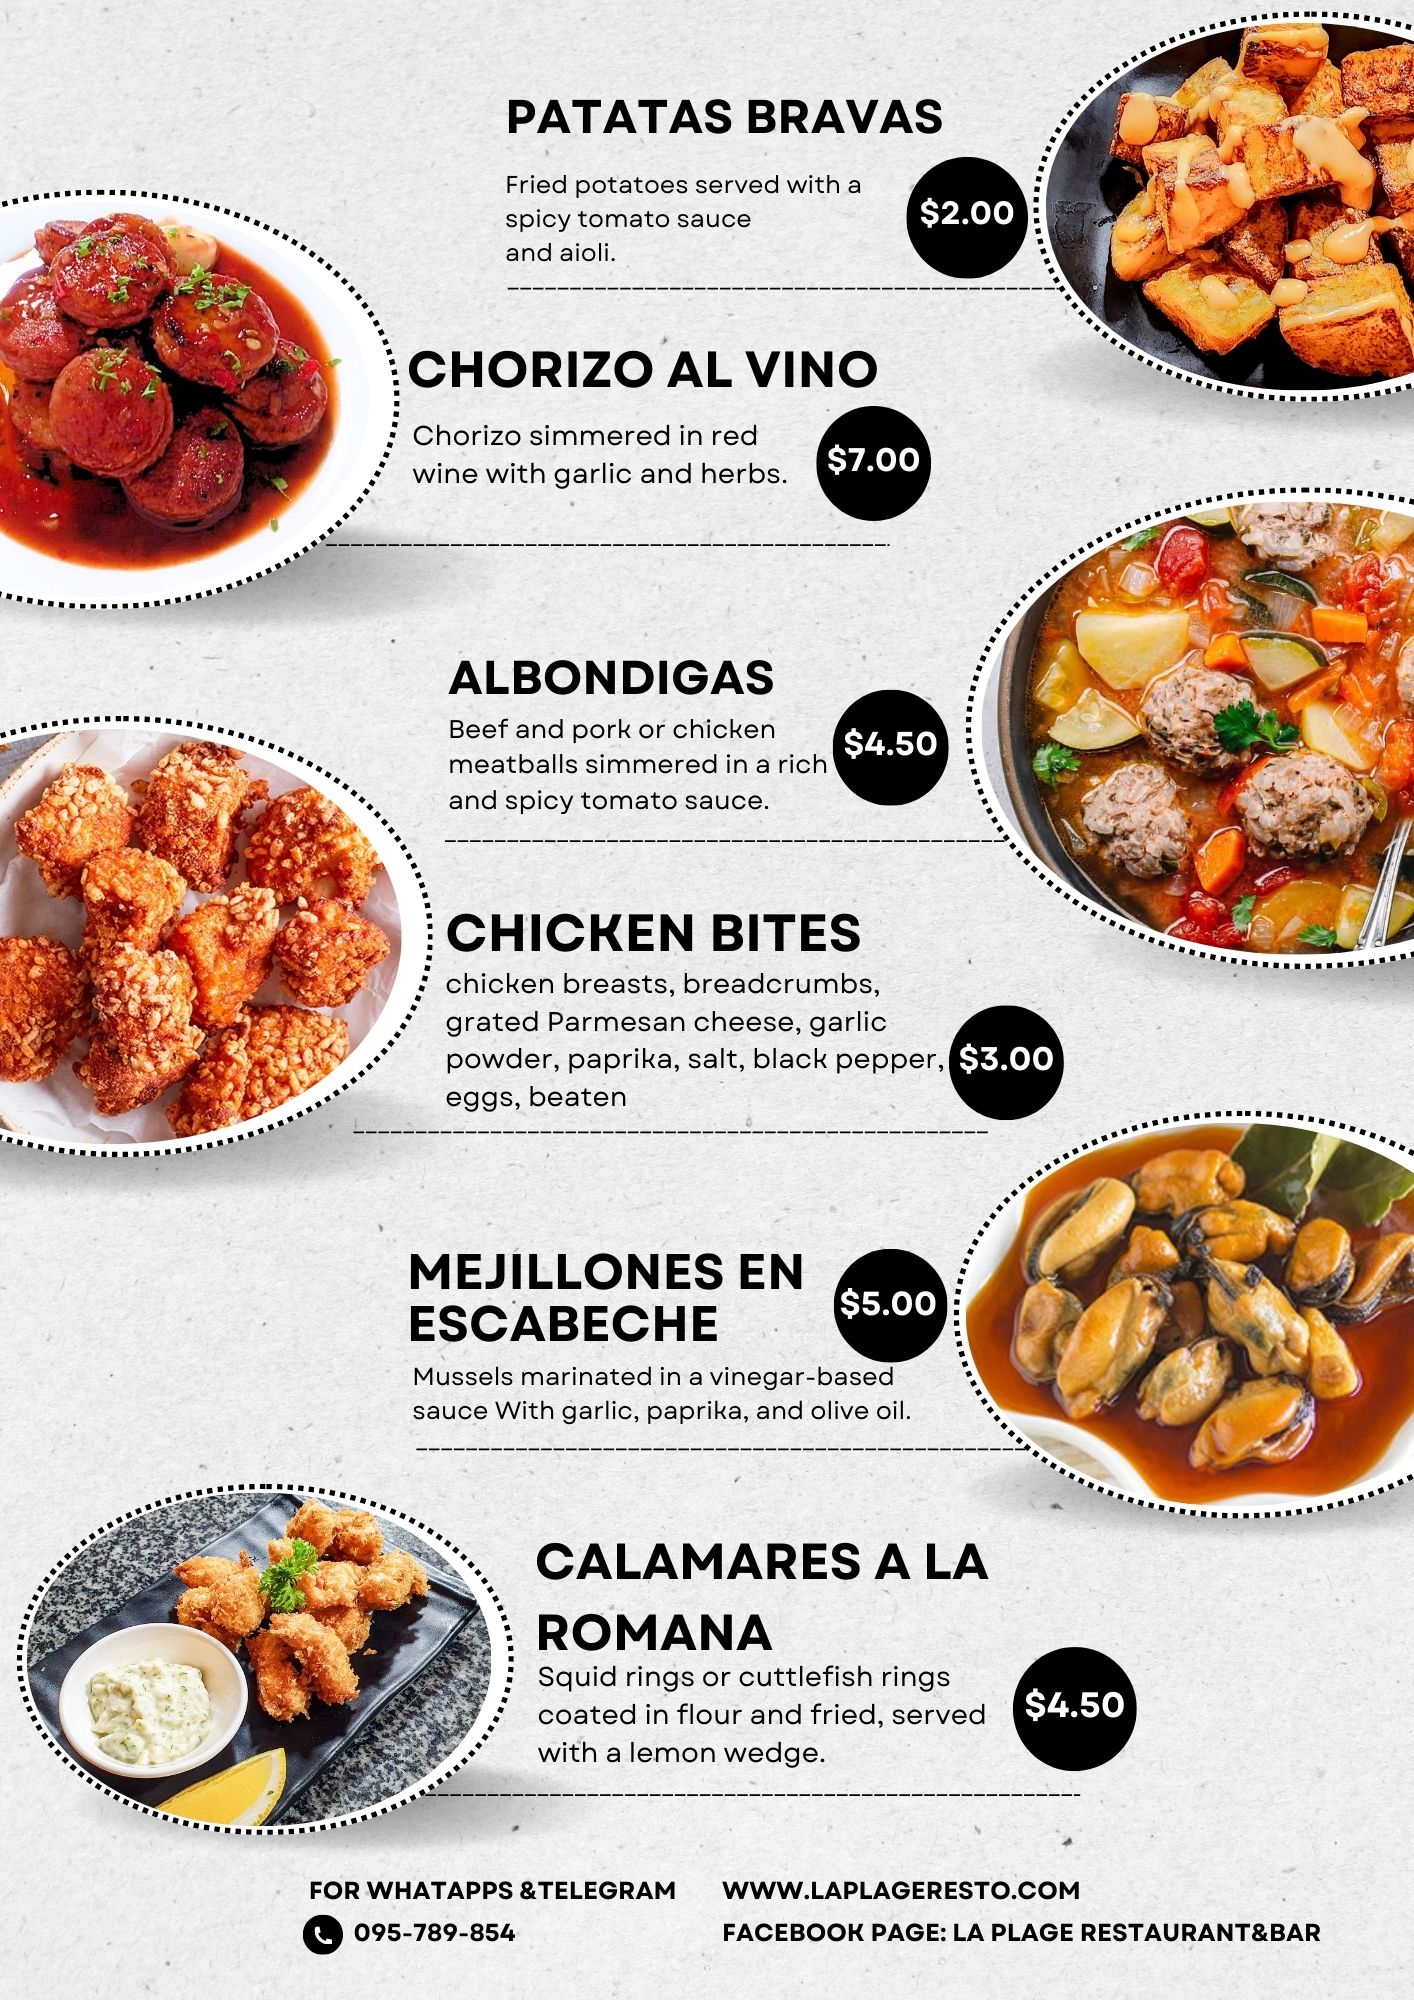 PATATAS BRAVAS
Fried potatoes served with a
spicy tomato sauce
and aioli.
$2.00
CHORIZO AL VINO
Chorizo simmered in red
wine with garlic and herbs.
$7.00
ALBONDIGAS
Beef and pork or chicken
meatballs simmered in a rich
and spicy tomato sauce.
$4.50
CHICKEN BITES
chicken breasts, breadcrumbs,
grated Parmesan cheese, garlic
powder, paprika, salt, black pepper,
eggs, beaten
$3.00
MEJILLONES EN
ESCABECHE
$5.00
Mussels marinated in a vinegar-based
sauce With garlic, paprika, and olive oil.
CALAMARES A LA
ROMANA
Squid rings or cuttlefish rings
coated in flour and fried, served
with a lemon wedge.
$4.50
FOR WHATAPPS &TELEGRAM
095-789-854
WWW.LAPLAGERESTO.COM
FACEBOOK PAGE: LA PLAGE RESTAURANT&BAR